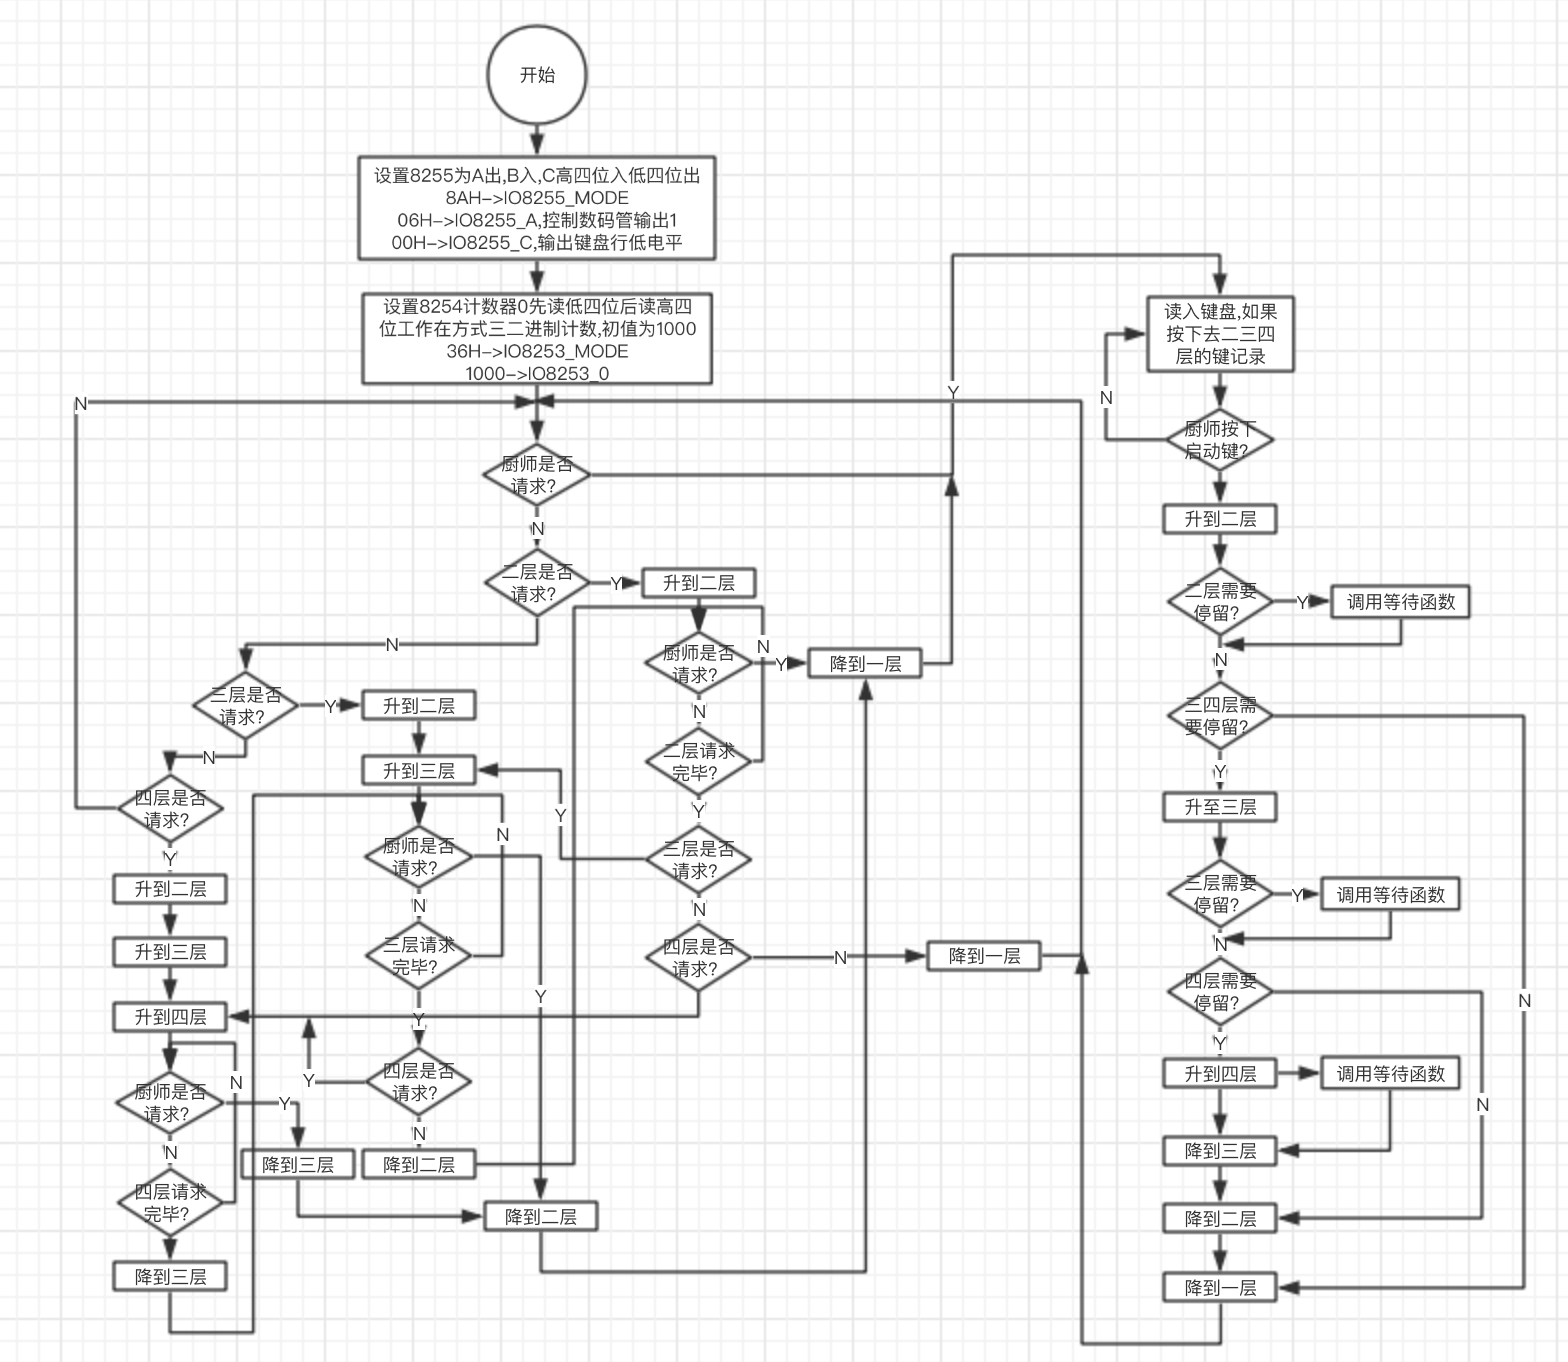 开始
设置8255为A出,B入,C高四位入低四位出
8AH->IO8255_MODE
06H->IO8255_A,控制数码管输出1
00H->IO8255_C,输出键盘行低电平
设置8254计数器0先读低四位后读高四
位工作在方式三二进制计数,初值为1000
36H->IO8253_MODE
1000->IO8253_0
N
厨师是否
请求?
Y
N
二层是否
请求?
Y
升到二层
N
三层是否
请求?
Y
升到二层
升到三层
N
四层是否
请求?
Y
升到二层
升到三层
升到四层
厨师是否
请求?
N
Y
N
四层请求
完毕?
降到三层
降到三层
厨师是否
请求?
N
Y
N
三层请求
完毕?
Y
四层是否
请求?
Y
N
降到二层
降到二层
厨师是否
请求?
N
Y
降到一层
N
二层请求
完毕?
Y
三层是否
请求?
Y
N
四层是否
请求?
N
降到一层
读入键盘,如果
按下去二三四
层的键记录
N
厨师按下
启动键?
升到二层
二层需要
停留?
Y
调用等待函数
N
三四层需
要停留?
Y
N
升至三层
三层需要
停留?
Y
调用等待函数
N
四层需要
停留?
Y
N
升到四层
调用等待函数
降到三层
降到二层
降到一层